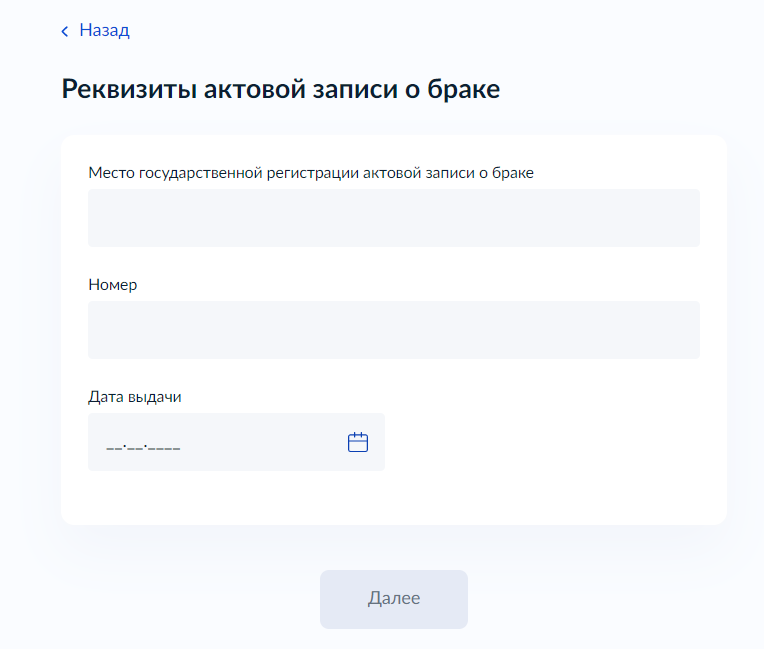 Назад
Реквизиты актовой записи о браке
Место государственной регистрации актовой записи о браке
Номер
Дата выдачи
__.__.____
Далее